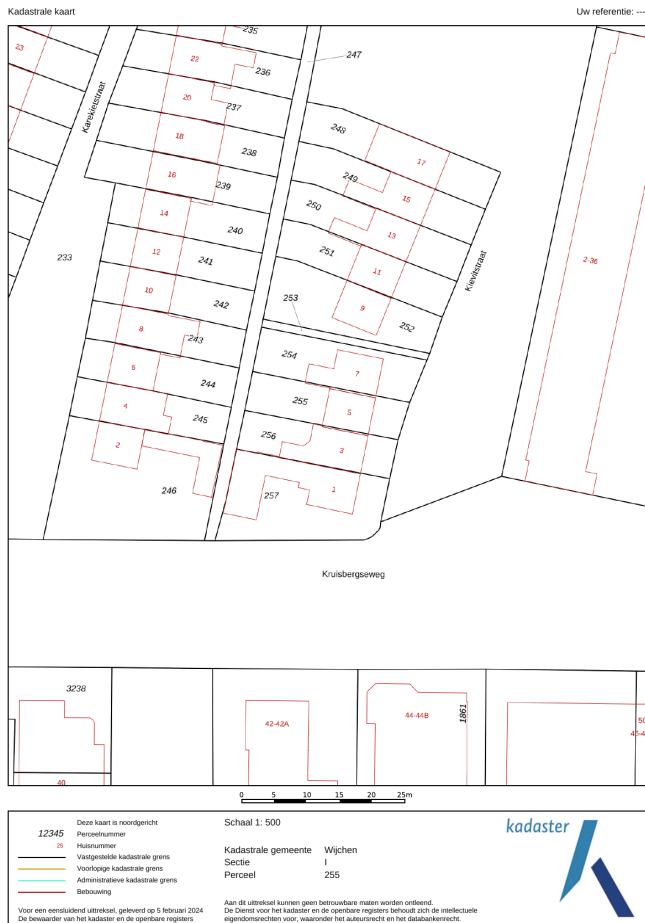 Kadastrale kaart
Uw referentie: ---
235
247
23
22
236
20
237
Karekietstraat
248
18
238
17
16
249
239
15
14
250
240
13
12
251
241
233
Kievitstraat
2-36
11
10
253
242
9
252
8
243
254
6
7
244
255
4
5
245
256
2
3
246
257
1
Kruisbergseweg
3238
42-42A
44-44B
1861
40
0 5 10 15 20 25m
Deze kaart is noordgericht
12345 Perceelnummer
25 Huisnummer
Vastgestelde kadastrale grens
Voorlopige kadastrale grens
Administratieve kadastrale grens
Bebouwing
Voor een eensluidend uittreksel, geleverd op 5 februari 2024
De bewaarder van het kadaster en de openbare registers
Schaal 1: 500
Kadastrale gemeente Wijchen
Sectie I
Perceel 255
Aan dit uittreksel kunnen geen betrouwbare maten worden ontleend.
De Dienst voor het kadaster en de openbare registers behoudt zich de intellectuele
eigendomsrechten voor, waaronder het auteursrecht en het databankenrecht.
kadaster